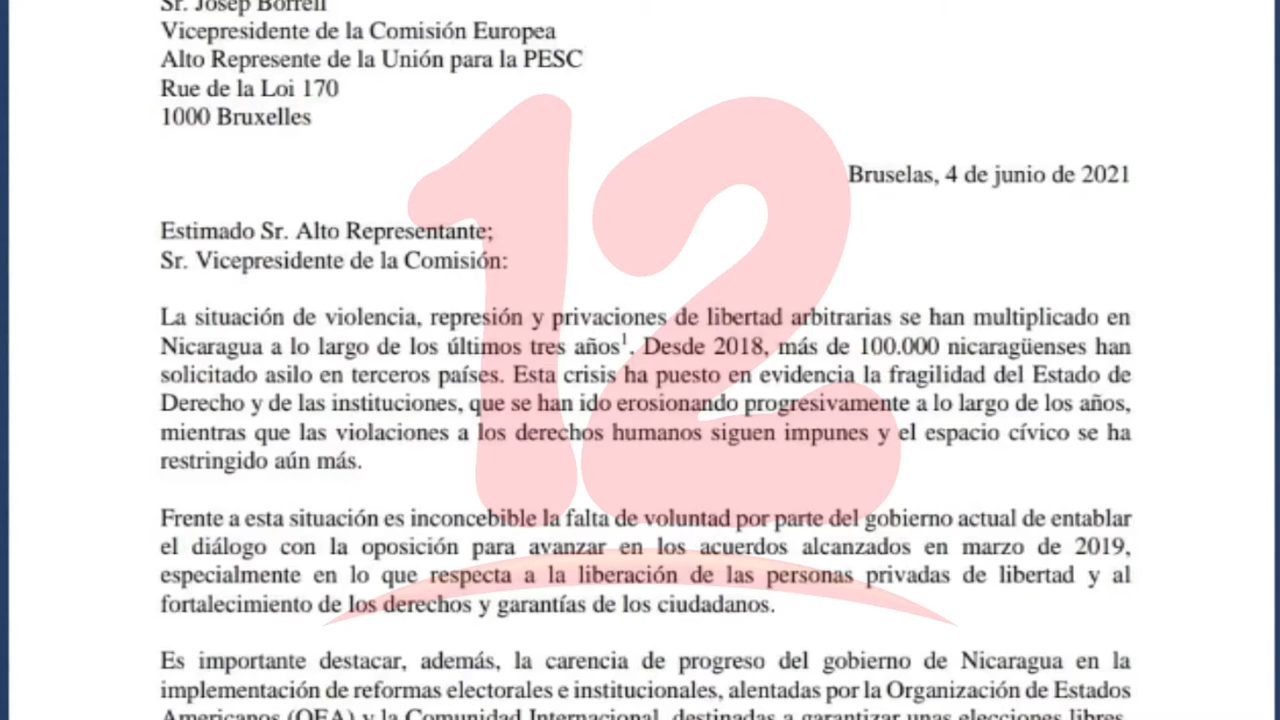 Sr. Josep Borrell
Vicepresidente de la Comisión Europea
Alto Represente de la Unión para la PESC
Rue de la Loi 170
1000 Bruxelles
Bruselas, 4 de junio de 2021
Estimado Sr. Alto Representante;
Sr. Vicepresidente de la Comisión:
La situación de violencia, represión y privaciones de libertad arbitrarias se han multiplicado en
Nicaragua a lo largo de los últimos tres años¹. Desde 2018, más de 100.000 nicaragüenses han
solicitado asilo en terceros países. Esta crisis ha puesto en evidencia la fragilidad del Estado de
Derecho y de las instituciones, que se han ido erosionando progresivamente a lo largo de los años,
mientras que las violaciones a los derechos humanos siguen impunes y el espacio cívico se ha
restringido aún más.
Frente a esta situación es inconcebible la falta de voluntad por parte del gobierno actual de entablar
el diálogo con la oposición para avanzar en los acuerdos alcanzados en marzo de 2019,
especialmente en lo que respecta a la liberación de las personas privadas de libertad y al
fortalecimiento de los derechos y garantías de los ciudadanos.
Es importante destacar, además, la carencia de progreso del gobierno de Nicaragua en la
implementación de reformas electorales e institucionales, alentadas por la Organización de Estados
Americanos (OEA) y la Comunidad Internacional, destinadas a garantizar unas elecciones libres,
12